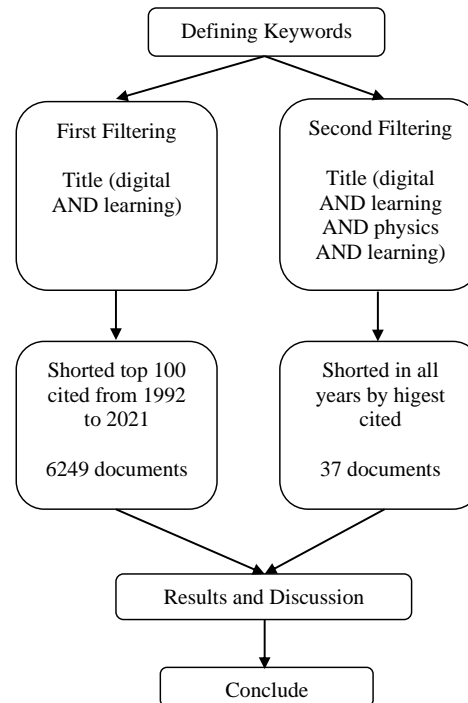 Defining Keywords
First Filtering
Title (digital
AND learning)
Second Filtering
Title (digital
AND learning
AND physics
AND learning)
Shorted top 100
cited from 1992
to 2021
6249 documents
Shorted in all
years by higest
cited
37 documents
Results and Discussion
Conclude